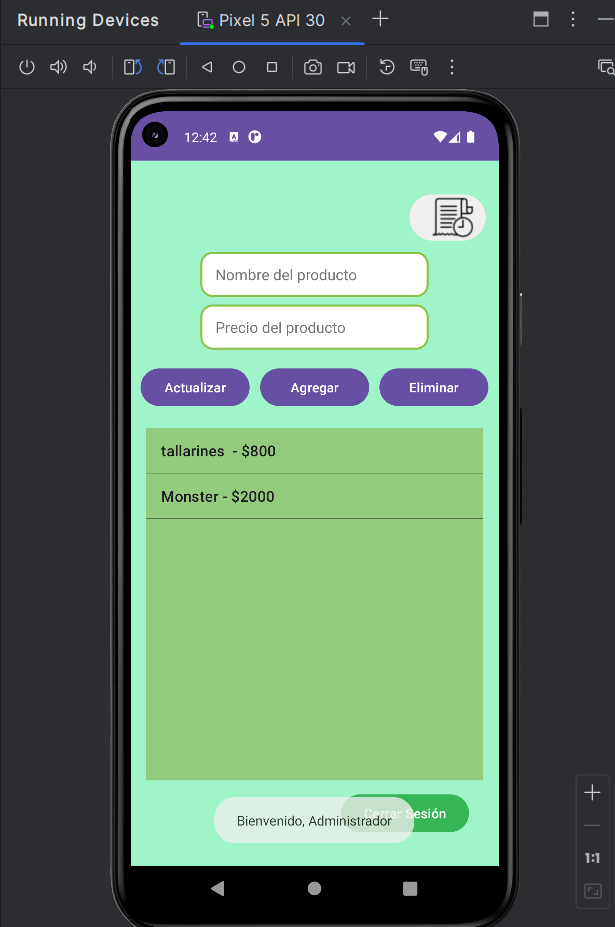 Running Devices
Pixel 5 API 30
12:42
Nombre del producto
Precio del producto
Actualizar
Agregar
Eliminar
tallarines  - $800
Monster - $2000
Cerrar Sesión
Bienvenido, Administrador
1:1